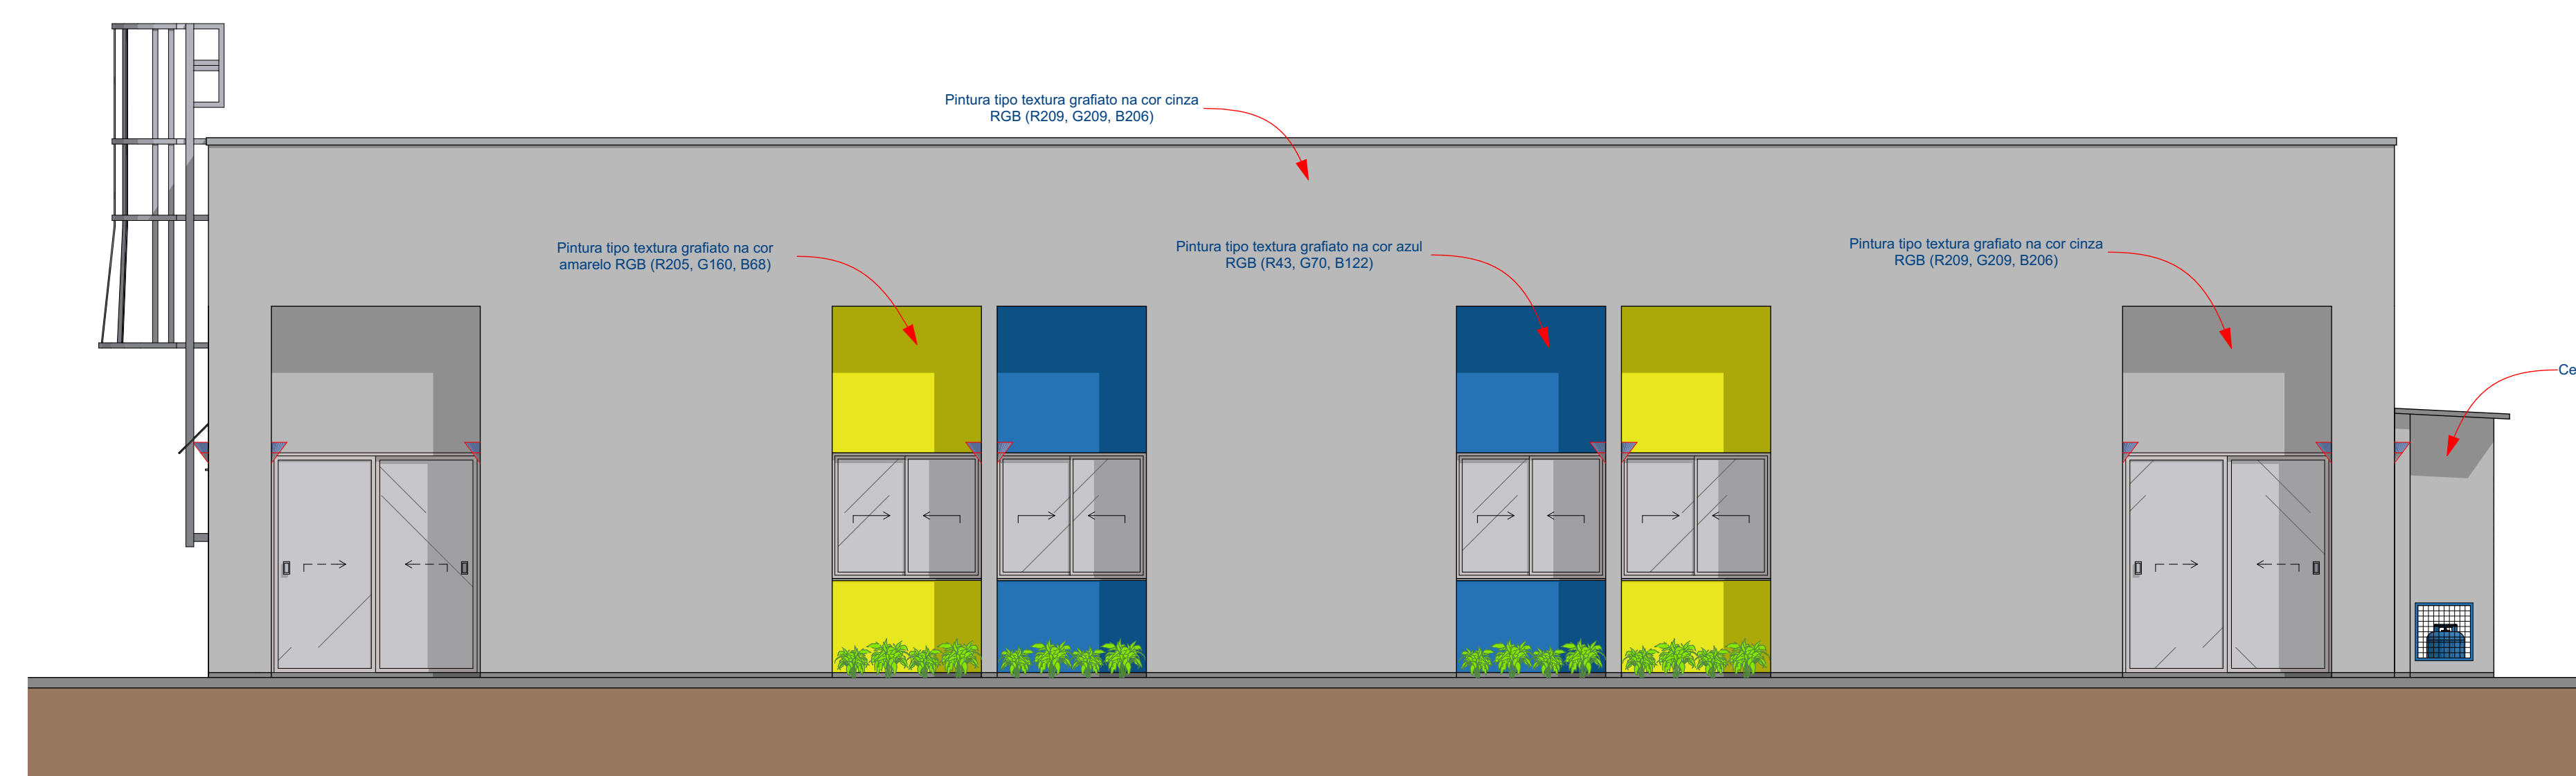 Pintura tipo textura grafiato na cor cinza
RGB (R209, G209, B206)
Pintura tipo textura grafiato na cor
amarelo RGB (R205, G160, B68)
Pintura tipo textura grafiato na cor azul
RGB (R43, G70, B122)
Pintura tipo textura grafiato na cor cinza
RGB (R209, G209, B206)
Ce